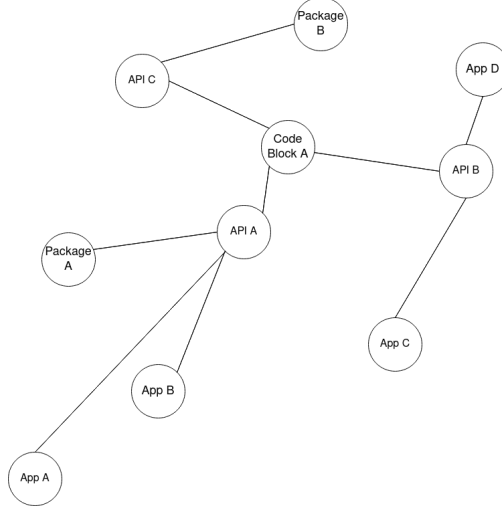 Package
B
API C
App D
Code
Block A
API B
API A
Package
A
App C
App B
App A